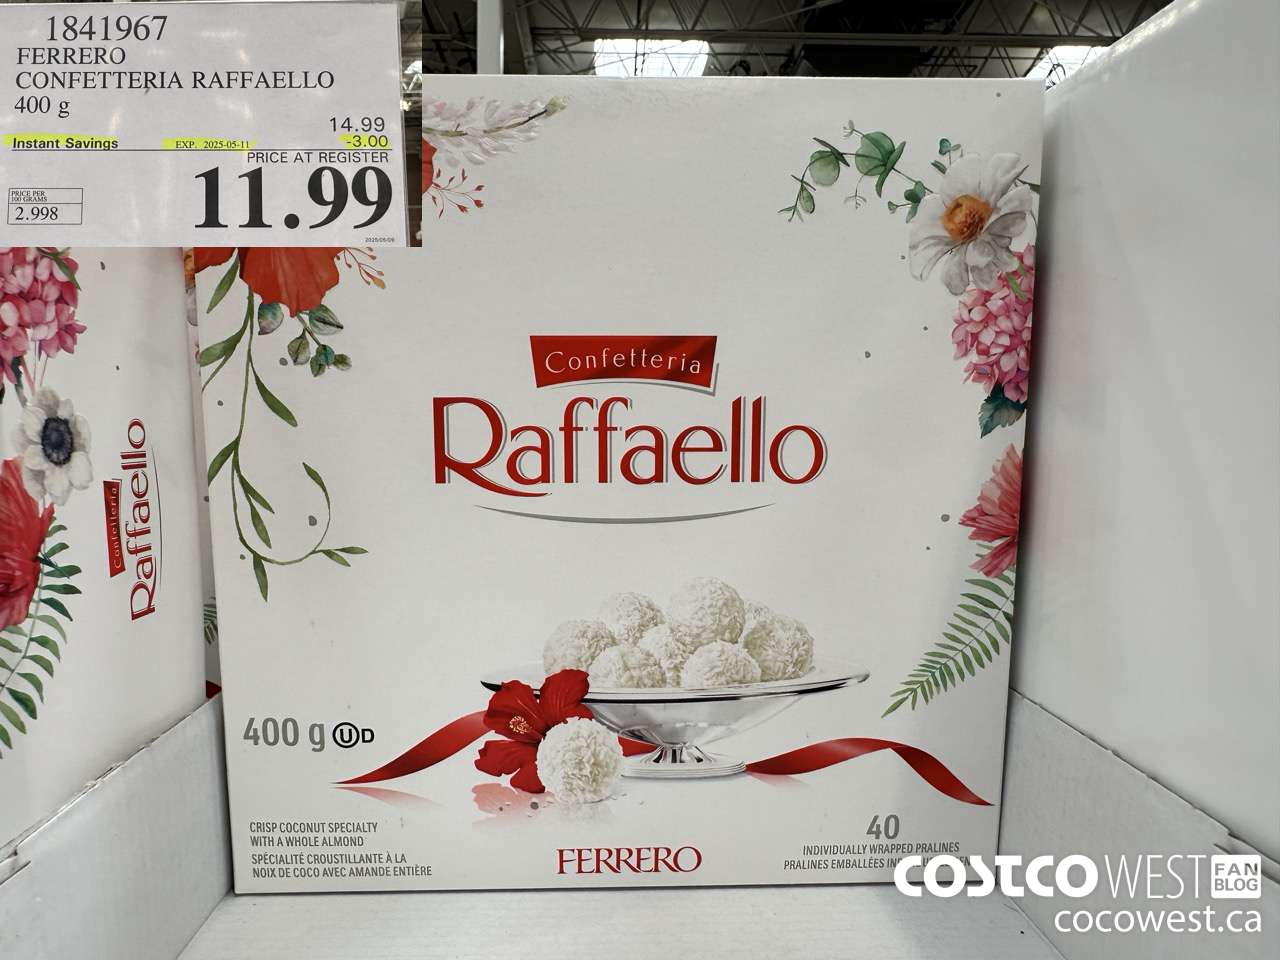 1841967
FERRERO
CONFETTERIA RAFFAELLO
400 g
14.99
Instant Savings EXP. 2025-05-11 -3.00
PRICE AT REGISTER
11.99
PRICE PER
100 GRAMS
2.998
Confetteria
Raffaello
Confetteria
Raffaello
400 g UD
CRISP COCONUT SPECIALTY
WITH A WHOLE ALMOND
SPÉCIALITÉ CROUSTILLANTE À LA
NOIX DE COCO AVEC AMANDE ENTIÈRE
FERRERO
40
INDIVIDUALLY WRAPPED PRALINES
PRALINES EMBALLÉES
COSTCO WEST FAN BLOG
cocowest.ca